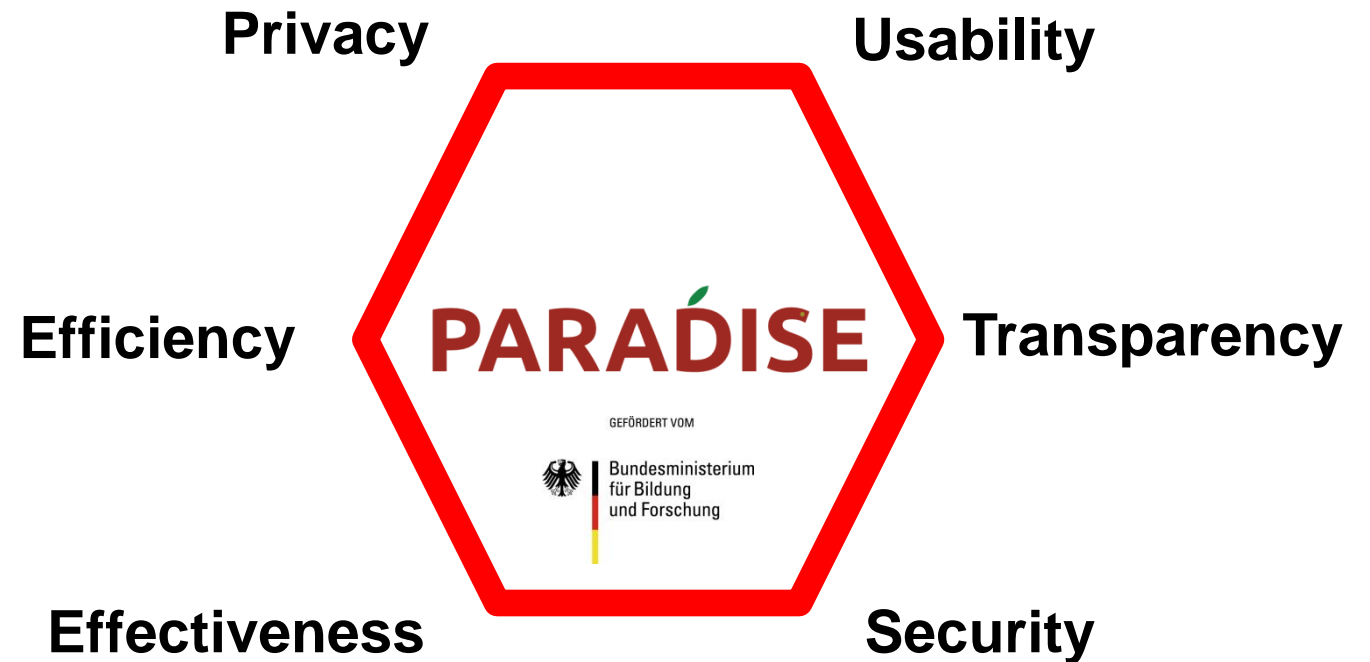 Privacy
Usability
Efficiency
PARADISE
Transparency
GEFÖRDERT VOM
Bundesministerium
für Bildung
und Forschung
Effectiveness
Security